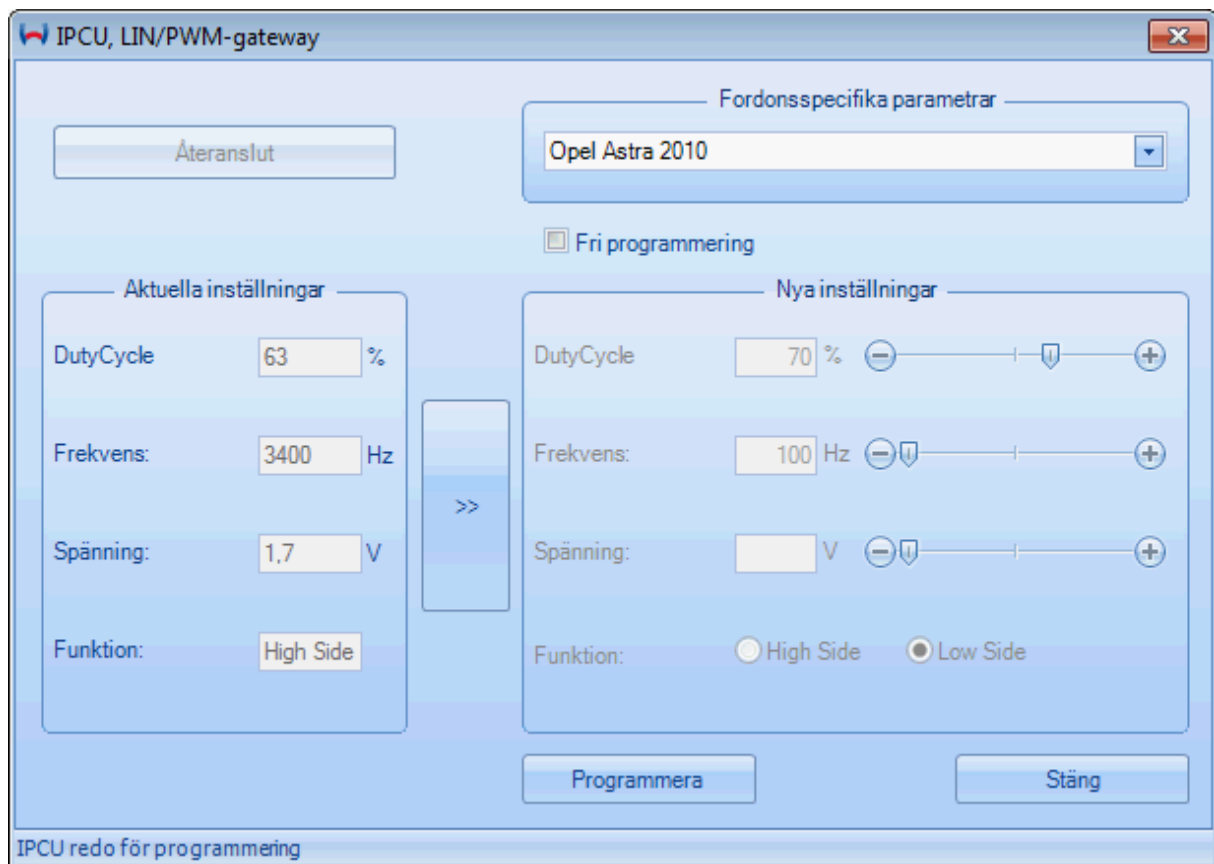 IPCU, LIN/PWM-gateway
Återanslut
Fordonsspecifika parametrar
Opel Astra 2010
Fri programmering
Aktuella inställningar
DutyCycle 63 %
Frekvens: 3400 Hz
Spänning: 1,7 V
Funktion: High Side
>>
Nya inställningar
DutyCycle 70 %
Frekvens: 100 Hz
Spänning: V
Funktion: High Side Low Side
Programmera
Stäng
IPCU redo för programmering